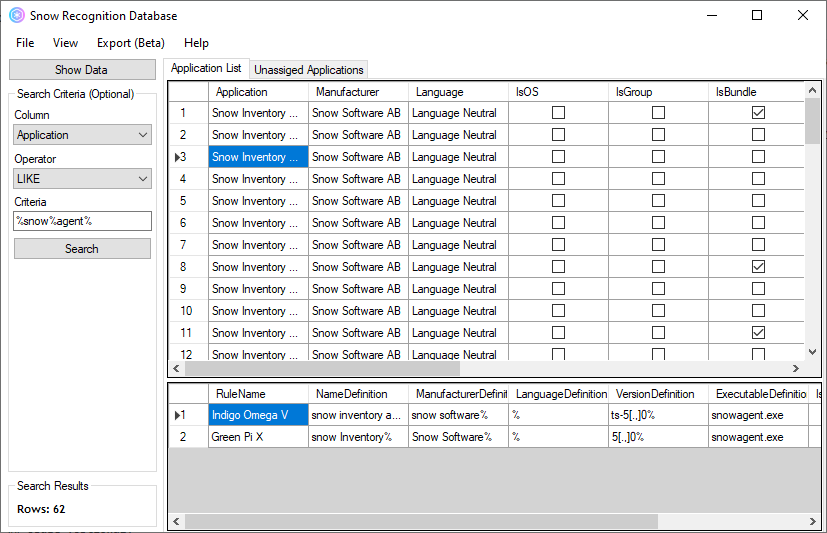 Snow Recognition Database
File View Export (Beta) Help
Show Data
Search Criteria (Optional)
Column
Application
Operator
LIKE
Criteria
%snow%agent%
Search
Search Results
Rows: 62
Application List Unassiged Applications
Application Manufacturer Language IsOS IsGroup IsBundle
1 Snow Inventory ... Snow Software AB Language Neutral
2 Snow Inventory ... Snow Software AB Language Neutral
3 Snow Inventory ... Snow Software AB Language Neutral
4 Snow Inventory ... Snow Software AB Language Neutral
5 Snow Inventory ... Snow Software AB Language Neutral
6 Snow Inventory ... Snow Software AB Language Neutral
7 Snow Inventory ... Snow Software AB Language Neutral
8 Snow Inventory ... Snow Software AB Language Neutral
9 Snow Inventory ... Snow Software AB Language Neutral
10 Snow Inventory ... Snow Software AB Language Neutral
11 Snow Inventory ... Snow Software AB Language Neutral
12 Snow Inventory ... Snow Software AB Language Neutral
RuleName NameDefinition ManufacturerDefinit LanguageDefinition VersionDefinition ExecutableDefinitio Is
1 Indigo Omega V snow inventory a... snow software% % ts-5[..]0% snowagent.exe
2 Green Pi X snow Inventory% Snow Software% % 5[..]0% snowagent.exe